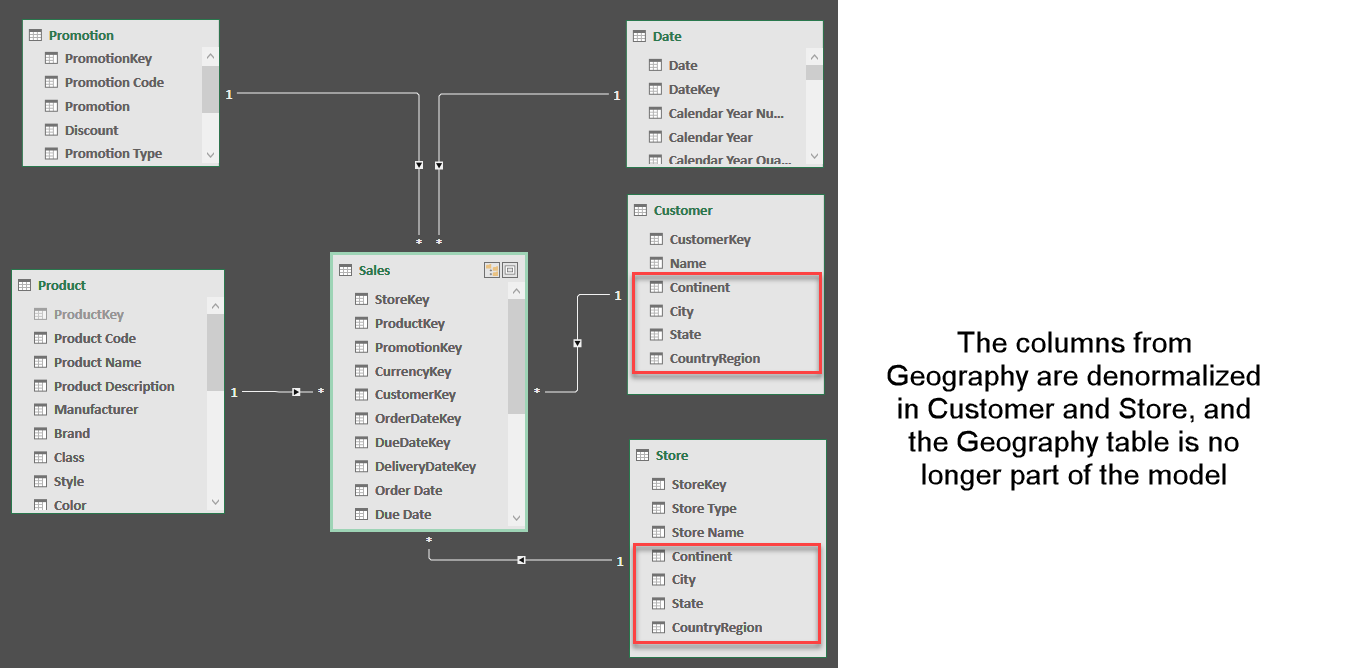 Promotion
PromotionKey
Promotion Code
Promotion
Discount
Promotion Type
1
Date
Date
DateKey
Calendar Year Nu...
Calendar Year
Calendar Year Qua...
1
* *
Customer
CustomerKey
Name
Continent
City
State
CountryRegion
1
*
Product
ProductKey
Product Code
Product Name
Product Description
Manufacturer
Brand
Class
Style
Color
1
*
Sales
StoreKey
ProductKey
PromotionKey
CurrencyKey
CustomerKey
OrderDateKey
DueDateKey
DeliveryDateKey
Order Date
Due Date
*
1
Store
StoreKey
Store Type
Store Name
Continent
City
State
CountryRegion
The columns from
Geography are denormalized
in Customer and Store, and
the Geography table is no
longer part of the model